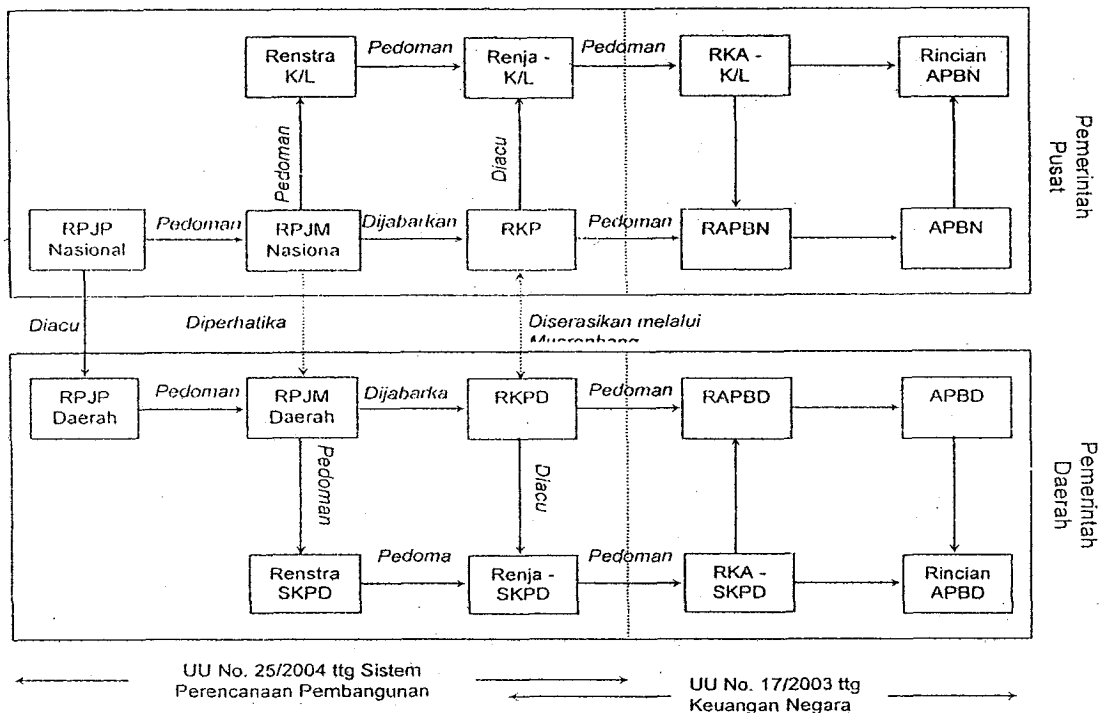 Renstra
K/L
Pedoman
Renja -
K/L
Pedoman
RKA -
K/L
Rincian
APBN
Pedoman
Diacu
Pemerintah
Pusat
RPJP
Nasional
Pedoman
RPJM
Nasiona
Dijabarkan
RKP
Pedoman
RAPBN
APBN
Diacu
Diperhatika
Diserasikan melalui
Musrenbang
RPJP
Daerah
Pedoman
RPJM
Daerah
Dijabarka
RKPD
Pedoman
RAPBD
APBD
Pedoman
Diacu
Pemerintah
Daerah
Renstra
SKPD
Pedoma
Renja -
SKPD
Pedoman
RKA -
SKPD
Rincian
APBD
UU No. 25/2004 ttg Sistem
Perencanaan Pembangunan
UU No. 17/2003 ttg
Keuangan Negara